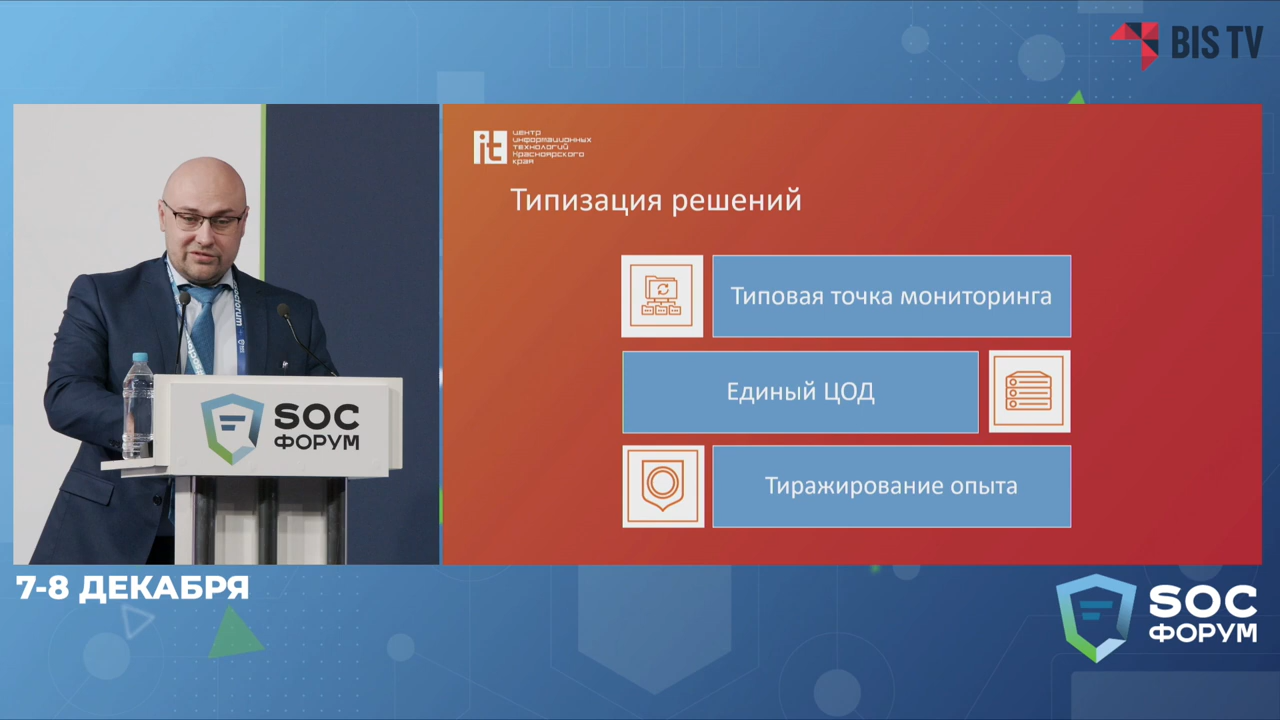 BIS TV
it
центр
информационных
технологий
Красноярского
края
Типизация решений
Типовая точка мониторинга
Единый ЦОД
Тиражирование опыта
SOC
ФОРУМ
7-8 ДЕКАБРЯ
SOC
ФОРУМ